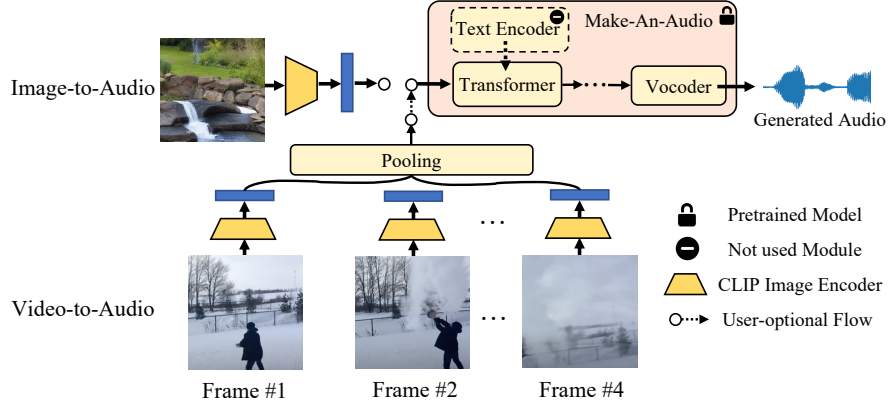 Make-An-Audio
Text Encoder
Image-to-Audio
Transformer
Vocoder
Generated Audio
Pooling
Pretrained Model
Not used Module
CLIP Image Encoder
User-optional Flow
Video-to-Audio
Frame #1
Frame #2
Frame #4